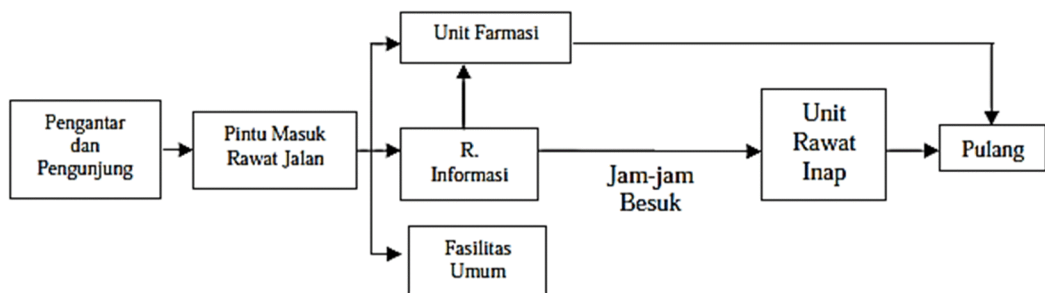 Unit Farmasi
Pengantar
dan
Pengunjung
Pintu Masuk
Rawat Jalan
R.
Informasi
Jam-jam
Besuk
Unit
Rawat
Inap
Pulang
Fasilitas
Umum